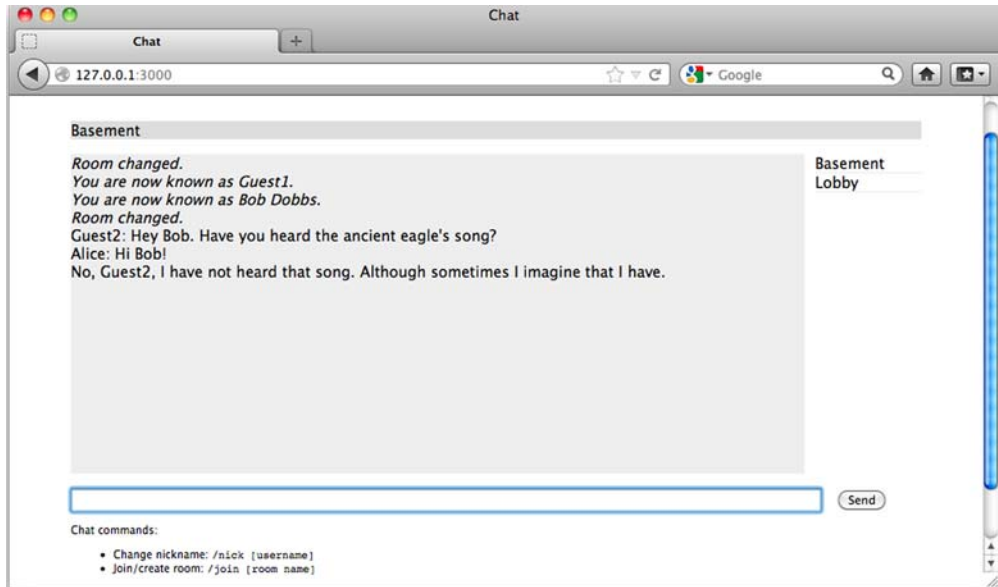 Chat
Chat
127.0.0.1:3000
Google
Basement
Room changed.
You are now known as Guest1.
You are now known as Bob Dobbs.
Room changed.
Guest2: Hey Bob. Have you heard the ancient eagle's song?
Alice: Hi Bob!
No, Guest2, I have not heard that song. Although sometimes I imagine that I have.
Basement
Lobby
Send
Chat commands:
• Change nickname: /nick [username]
• Join/create room: /join [room name]